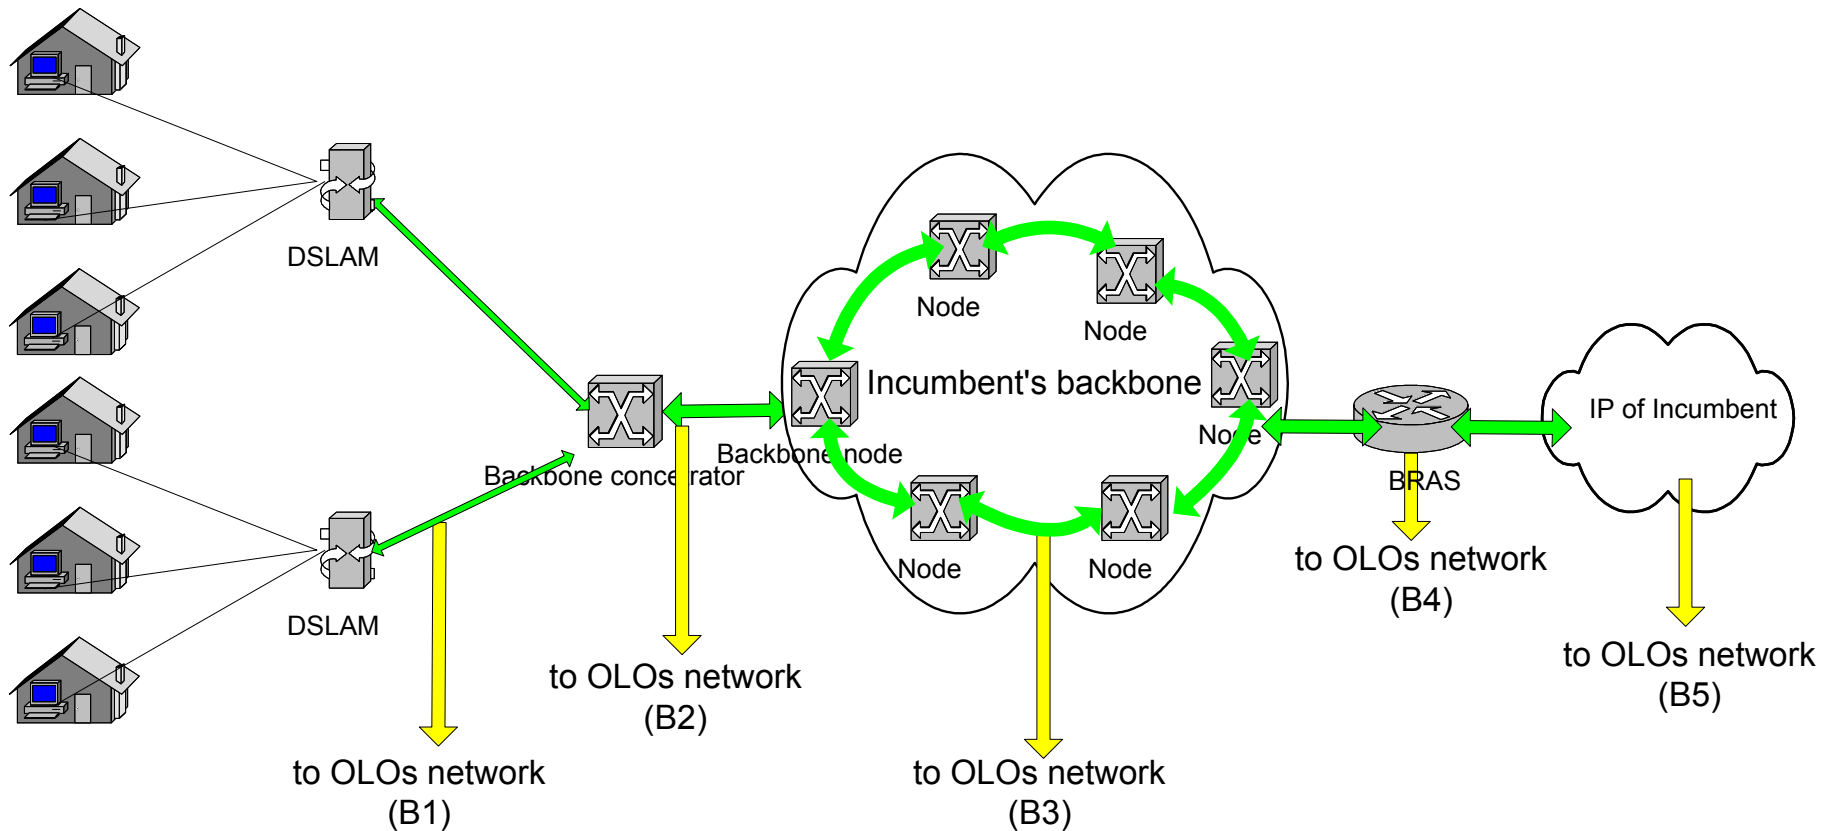 DSLAM
Node
Node
Incumbent's backbone
IP of Incumbent
Node
Backbone node
Backbone concetrator
BRAS
Node
Node
DSLAM
to OLOs network
(B4)
to OLOs network
(B5)
to OLOs network
(B2)
to OLOs network
(B1)
to OLOs network
(B3)